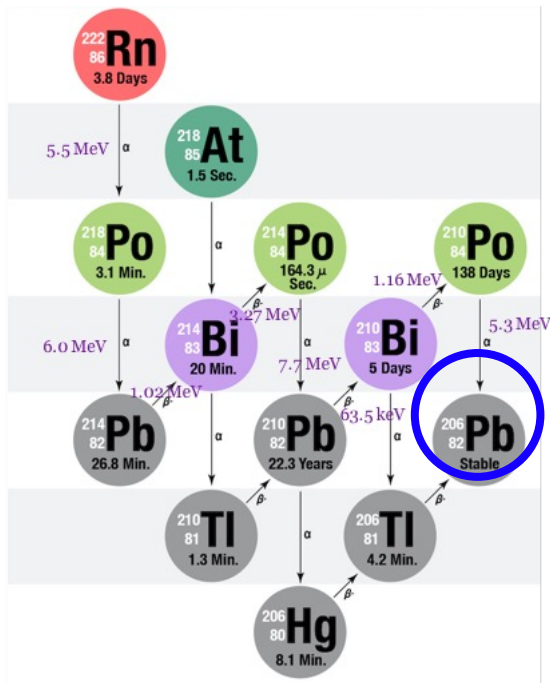 222
86
Rn
3.8 Days
5.5 MeV
α
218
85
At
1.5 Sec.
218
84
Po
3.1 Min.
α
214
84
Po
164.3 µ
Sec.
210
84
Po
138 Days
1.16 MeV
β-
β-
3.27 MeV
6.0 MeV
α
214
83
Bi
20 Min.
7.7 MeV
α
210
83
Bi
5 Days
5.3 MeV
α
1.02 MeV
β-
β-
63.5 keV
214
82
Pb
26.8 Min.
α
210
82
Pb
22.3 Years
α
206
82
Pb
Stable
β-
β-
210
81
Tl
1.3 Min.
α
206
81
Tl
4.2 Min.
β-
206
80
Hg
8.1 Min.